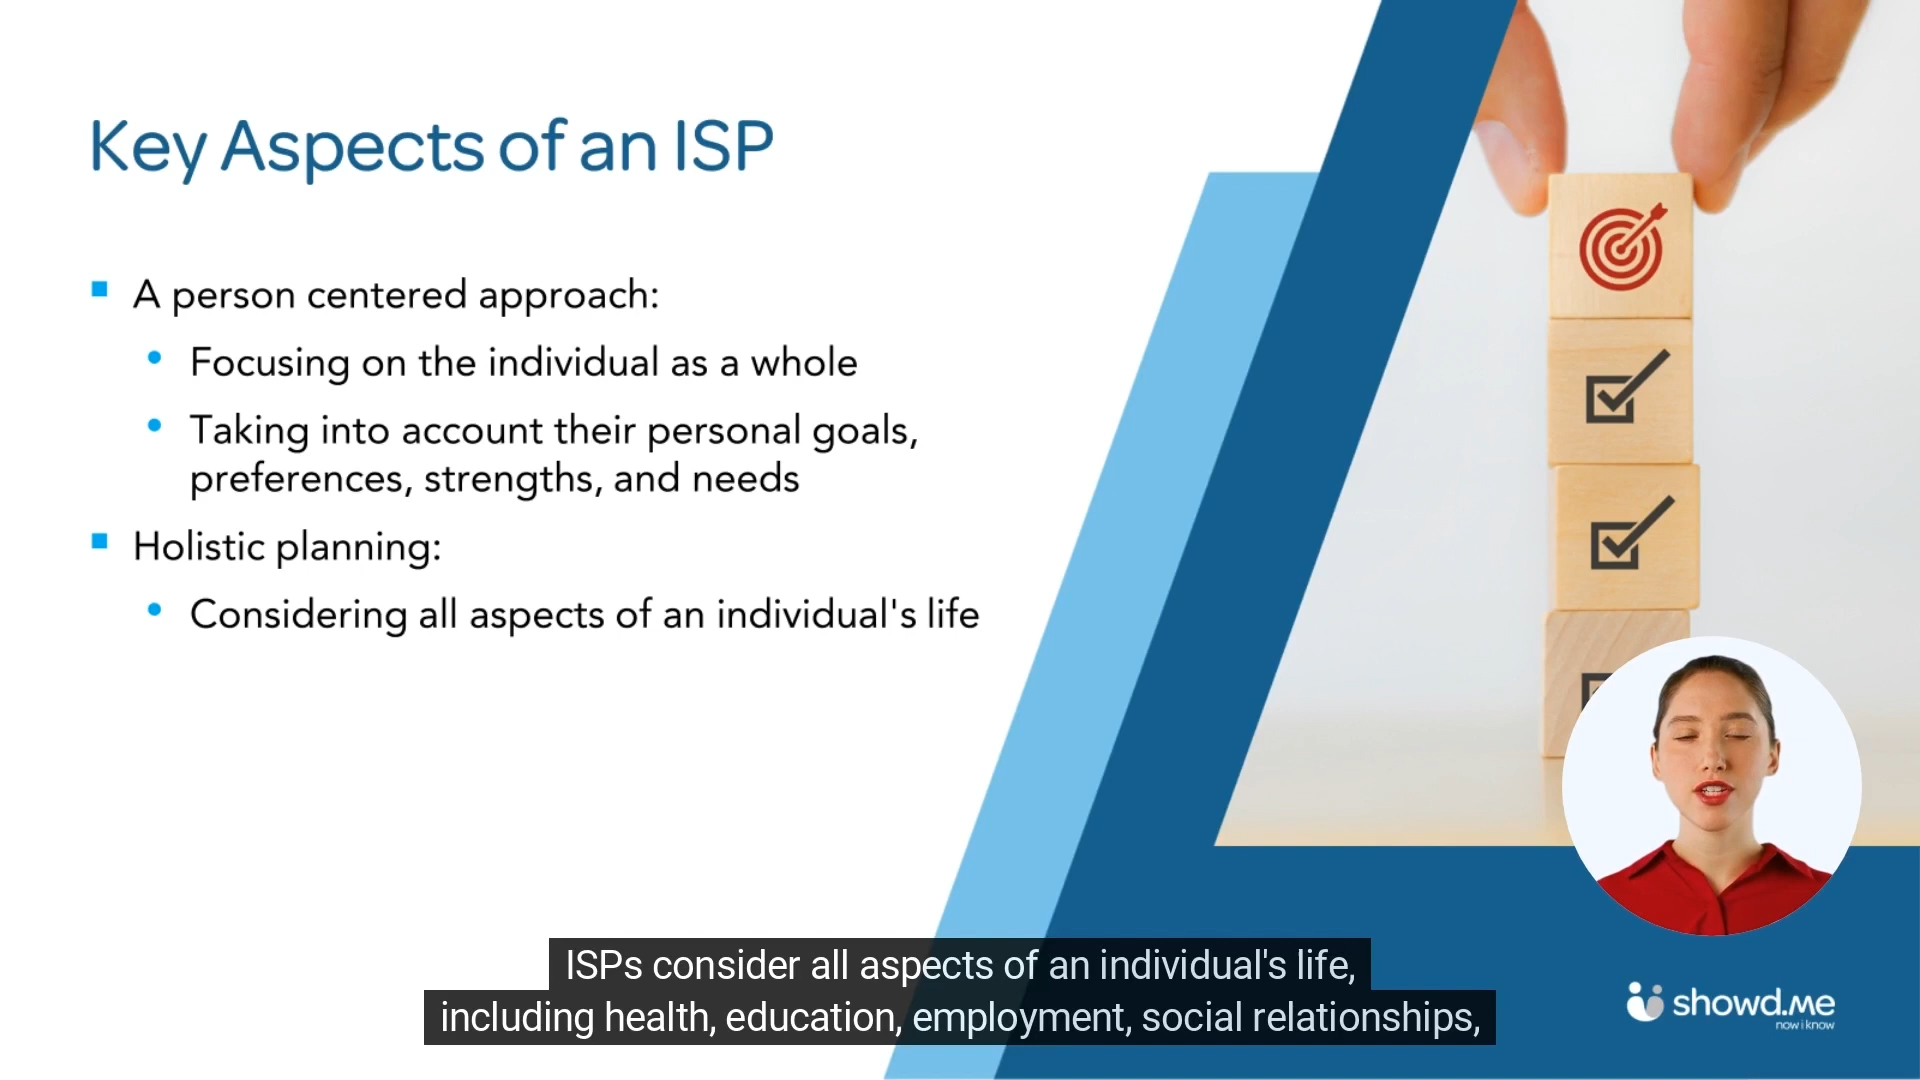 Key Aspects of an ISP
A person centered approach:
Focusing on the individual as a whole
Taking into account their personal goals,
preferences, strengths, and needs
Holistic planning:
Considering all aspects of an individual's life
ISPs consider all aspects of an individual's life,
including health, education, employment, social relationships,
showd.me
now i know